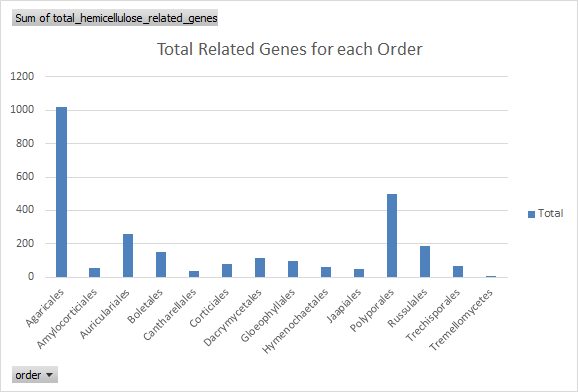 Sum of total_hemicellulose_related_genes
Total Related Genes for each Order
1200
1000
800
600
400
200
0
Agaricales
Amylocorticiales
Auriculariales
Boletales
Cantharellales
Corticiales
Dacrymycetales
Gloeophyllales
Hymenochaetales
Jaapiales
Polyporales
Russulales
Trechisporales
Tremellomycetes
Total
order